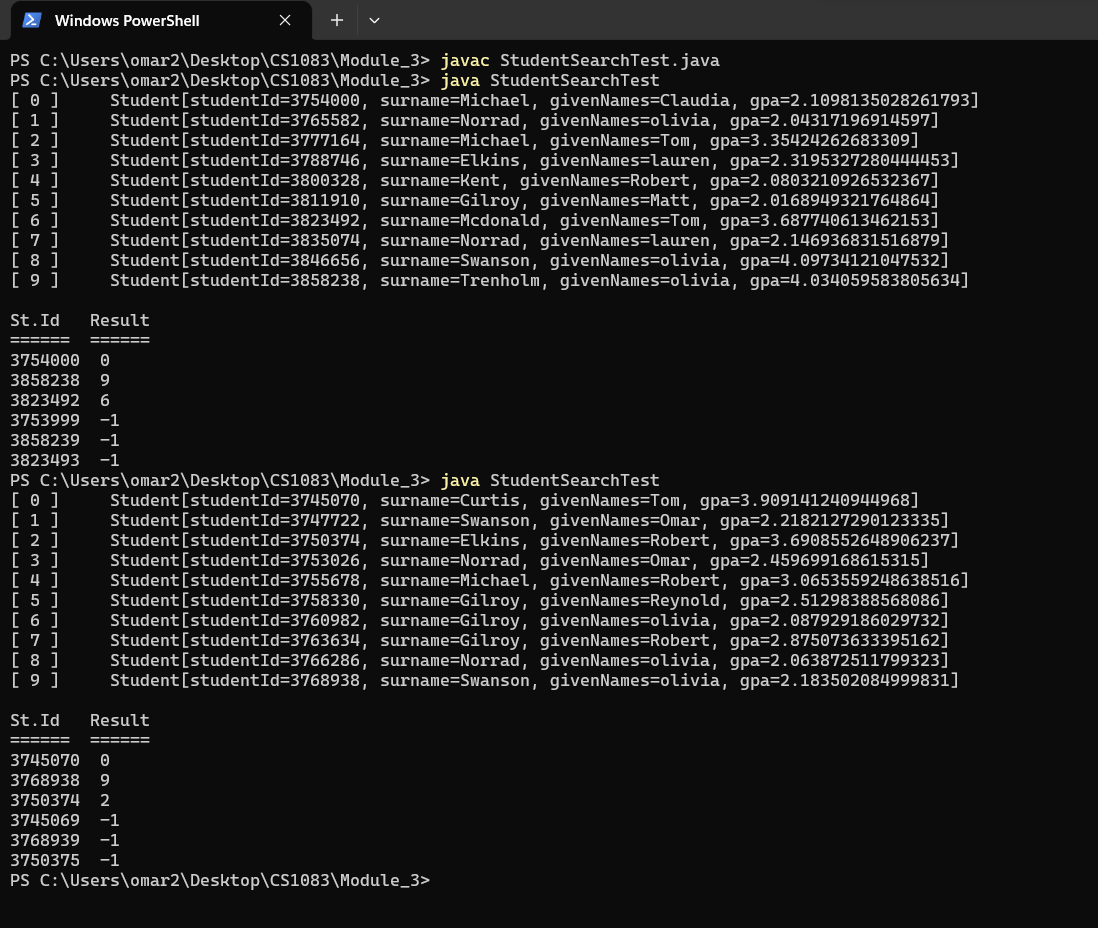 Windows PowerShell
PS C:\Users\omar2\Desktop\CS1083\Module_3> javac StudentSearchTest.java
PS C:\Users\omar2\Desktop\CS1083\Module_3> java StudentSearchTest
[ 0 ]     Student[studentId=3754000, surname=Michael, givenNames=Claudia, gpa=2.1098135028261793]
[ 1 ]     Student[studentId=3765582, surname=Norrad, givenNames=olivia, gpa=2.04317196914597]
[ 2 ]     Student[studentId=3777164, surname=Michael, givenNames=Tom, gpa=3.35424262683309]
[ 3 ]     Student[studentId=3788746, surname=Elkins, givenNames=lauren, gpa=2.3195327280444453]
[ 4 ]     Student[studentId=3800328, surname=Kent, givenNames=Robert, gpa=2.0803210926532367]
[ 5 ]     Student[studentId=3811910, surname=Gilroy, givenNames=Matt, gpa=2.0168949321764864]
[ 6 ]     Student[studentId=3823492, surname=Mcdonald, givenNames=Tom, gpa=3.687740613462153]
[ 7 ]     Student[studentId=3835074, surname=Norrad, givenNames=lauren, gpa=2.146936831516879]
[ 8 ]     Student[studentId=3846656, surname=Swanson, givenNames=olivia, gpa=4.09734121047532]
[ 9 ]     Student[studentId=3858238, surname=Trenholm, givenNames=olivia, gpa=4.034059583805634]
St.Id   Result
======  ======
3754000  0
3858238  9
3823492  6
3753999  -1
3858239  -1
3823493  -1
PS C:\Users\omar2\Desktop\CS1083\Module_3> java StudentSearchTest
[ 0 ]     Student[studentId=3745070, surname=Curtis, givenNames=Tom, gpa=3.909141240944968]
[ 1 ]     Student[studentId=3747722, surname=Swanson, givenNames=Omar, gpa=2.2182127290123335]
[ 2 ]     Student[studentId=3750374, surname=Elkins, givenNames=Robert, gpa=3.6908552648906237]
[ 3 ]     Student[studentId=3753026, surname=Norrad, givenNames=Omar, gpa=2.459699168615315]
[ 4 ]     Student[studentId=3755678, surname=Michael, givenNames=Robert, gpa=3.0653559248638516]
[ 5 ]     Student[studentId=3758330, surname=Gilroy, givenNames=Reynold, gpa=2.51298388568086]
[ 6 ]     Student[studentId=3760982, surname=Gilroy, givenNames=olivia, gpa=2.087929186029732]
[ 7 ]     Student[studentId=3763634, surname=Gilroy, givenNames=Robert, gpa=2.875073633395162]
[ 8 ]     Student[studentId=3766286, surname=Norrad, givenNames=olivia, gpa=2.063872511799323]
[ 9 ]     Student[studentId=3768938, surname=Swanson, givenNames=olivia, gpa=2.183502084999831]
St.Id   Result
======  ======
3745070  0
3768938  9
3750374  2
3745069  -1
3768939  -1
3750375  -1
PS C:\Users\omar2\Desktop\CS1083\Module_3>